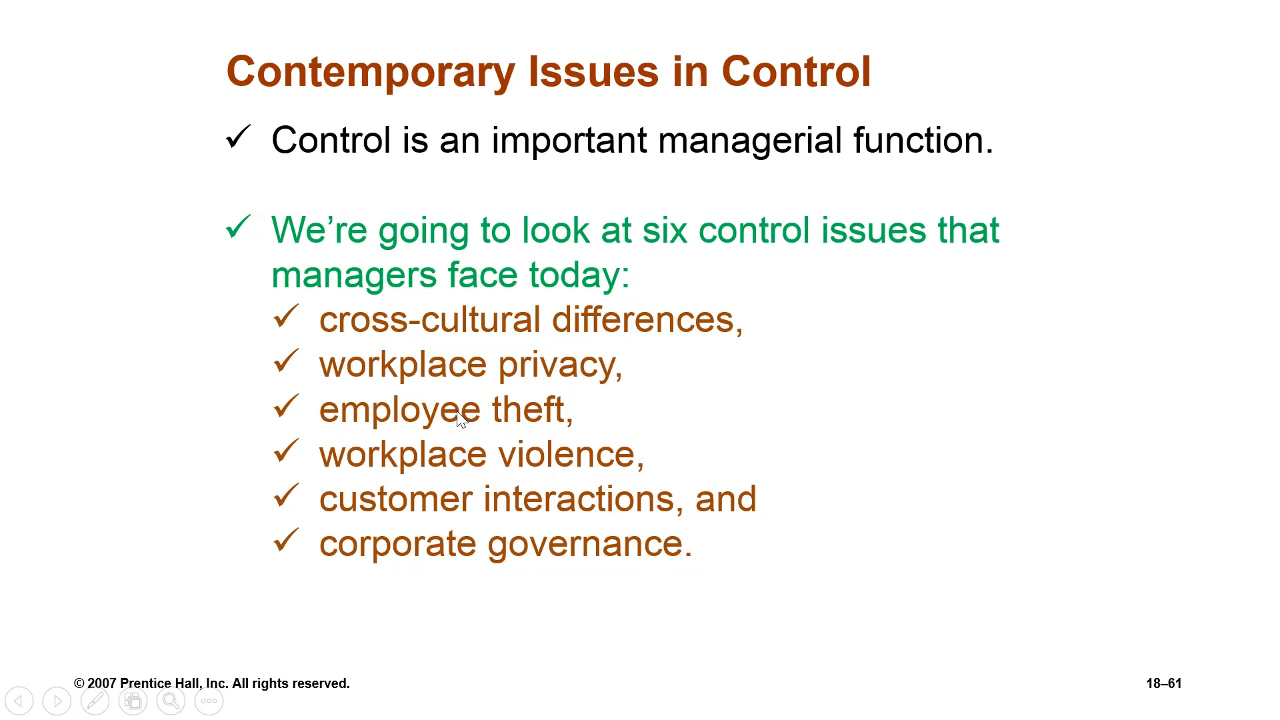 Contemporary Issues in Control
✓ Control is an important managerial function.
✓ We’re going to look at six control issues that
managers face today:
✓ cross-cultural differences,
✓ workplace privacy,
✓ employee theft,
✓ workplace violence,
✓ customer interactions, and
✓ corporate governance.
© 2007 Prentice Hall, Inc. All rights reserved.
18–61